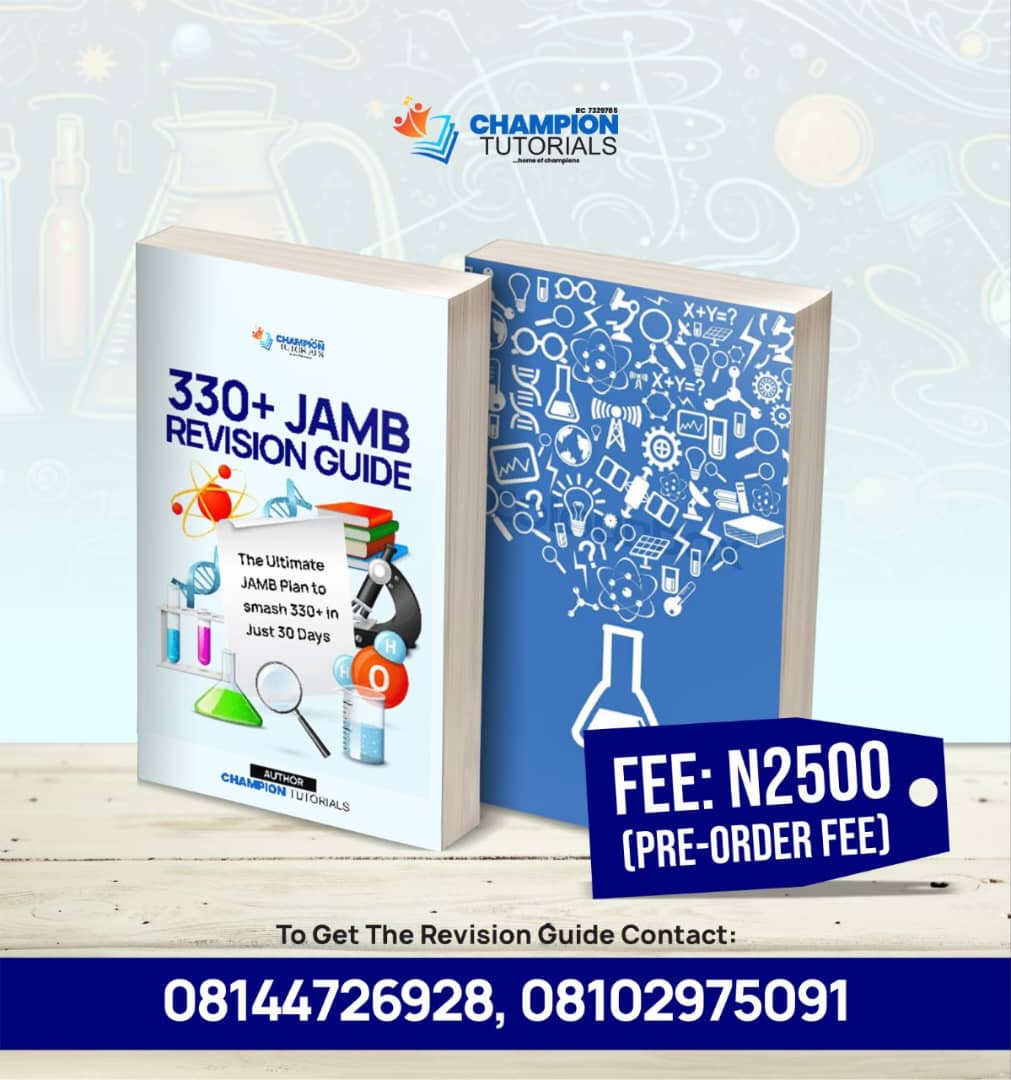 RC 7329785
CHAMPION
TUTORIALS
...home of champions
CHAMPION
TUTORIALS
330+ JAMB
REVISION GUIDE
The Ultimate
JAMB Plan to
smash 330+ in
Just 30 Days
H
H
O
AUTHOR
CHAMPION TUTORIALS
X+Y=?
X+Y=?
FEE: N2500
(PRE-ORDER FEE)
To Get The Revision Guide Contact:
08144726928, 08102975091